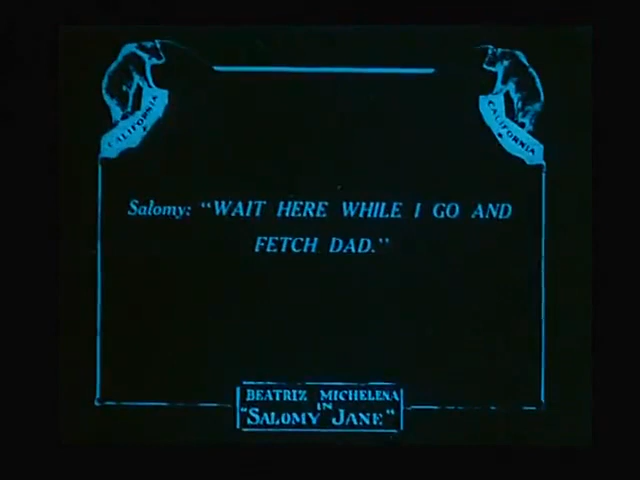 CALIFORNIA
CALIFORNIA
Salomy: "WAIT HERE WHILE I GO AND
FETCH DAD."
BEATRIZ MICHELENA
IN
"SALOMY JANE"